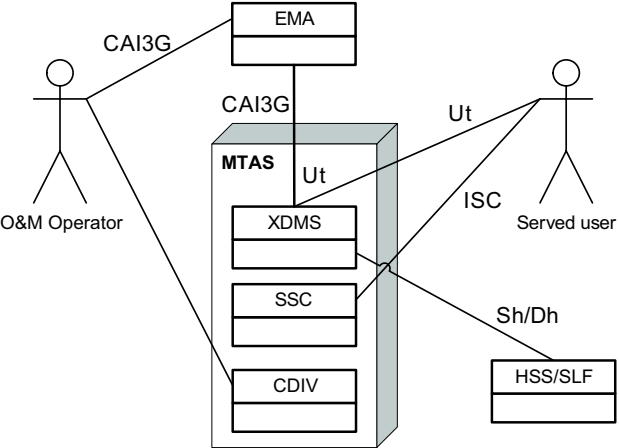 EMA
CAI3G
CAI3G
Ut
MTAS
Ut
XDMS
ISC
O&M Operator
Served user
SSC
Sh/Dh
CDIV
HSS/SLF